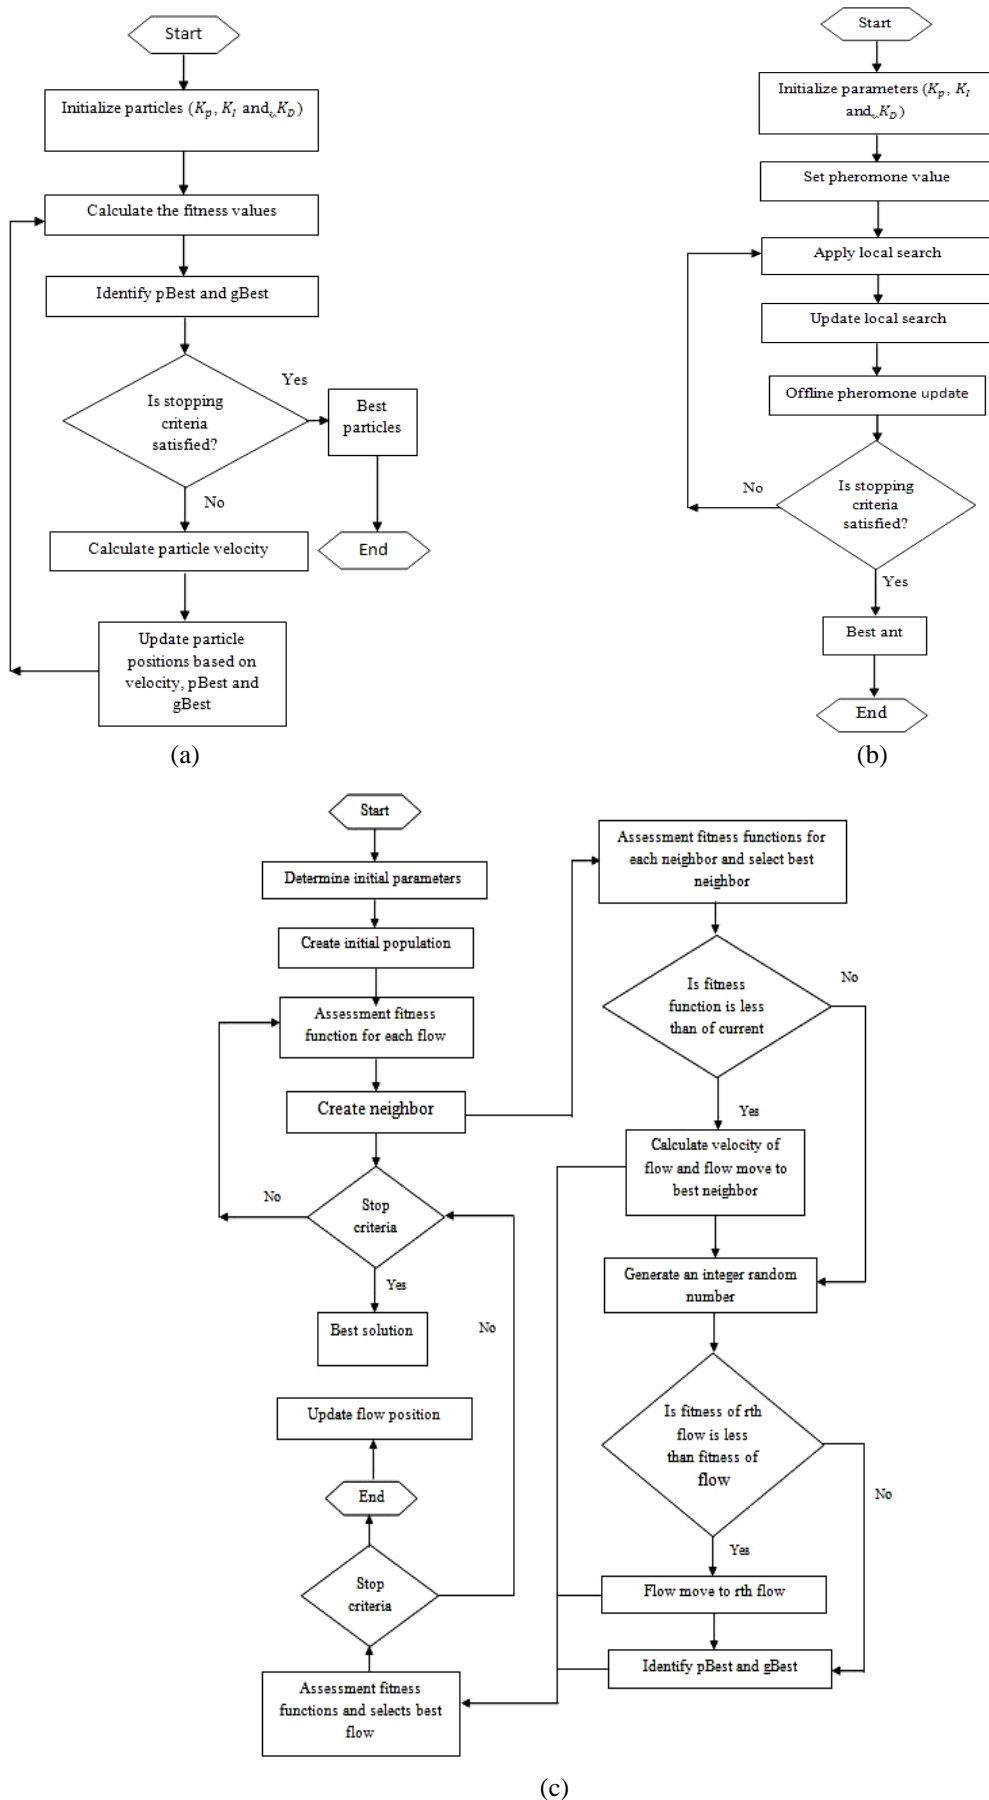 Start
Initialize particles (K_p, K_I and K_D)
Calculate the fitness values
Identify pBest and gBest
Is stopping
criteria
satisfied?
Yes
Best
particles
End
No
Calculate particle velocity
Update particle
positions based on
velocity, pBest and
gBest
(a)
Start
Initialize parameters (K_p, K_I
and K_D)
Set pheromone value
Apply local search
Update local search
Offline pheromone update
Is stopping
criteria
satisfied?
No
Yes
Best ant
End
(b)
Start
Determine initial parameters
Create initial population
Assessment fitness
function for each flow
Create neighbor
Stop
criteria
No
Yes
Best solution
No
Update flow position
End
Stop
criteria
Assessment fitness
functions and selects best
flow
Assessment fitness functions for
each neighbor and select best
neighbor
Is fitness
function is less
than of current
No
Yes
Calculate velocity of
flow and flow move to
best neighbor
Generate an integer random
number
Is fitness of rth
flow is less
than fitness of
flow
No
Yes
Flow move to rth flow
Identify pBest and gBest
(c)